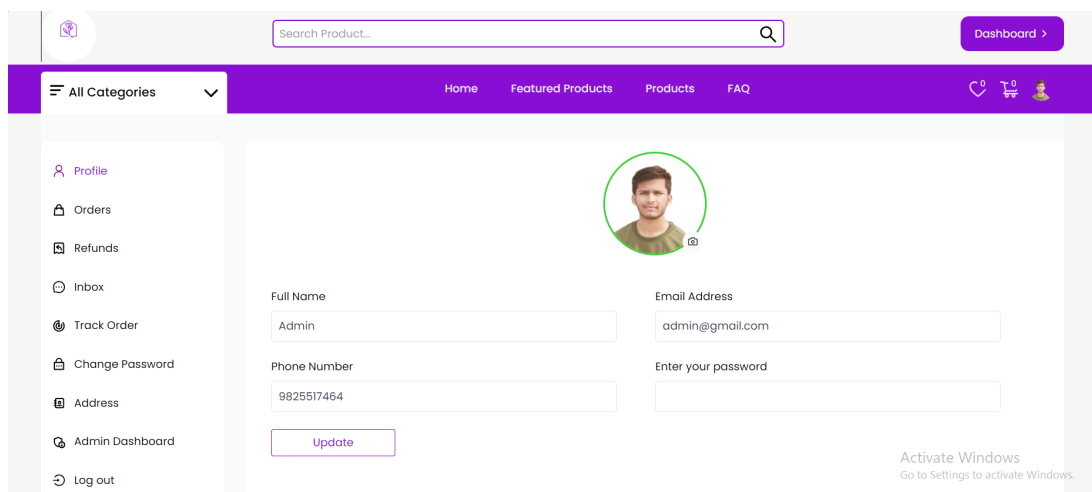 Search Product...
Dashboard >
All Categories
Home
Featured Products
Products
FAQ
0
0
Profile
Orders
Refunds
Inbox
Track Order
Change Password
Address
Admin Dashboard
Log out
Full Name
Admin
Email Address
admin@gmail.com
Phone Number
9825517464
Enter your password
Update
Activate Windows
Go to Settings to activate Windows.